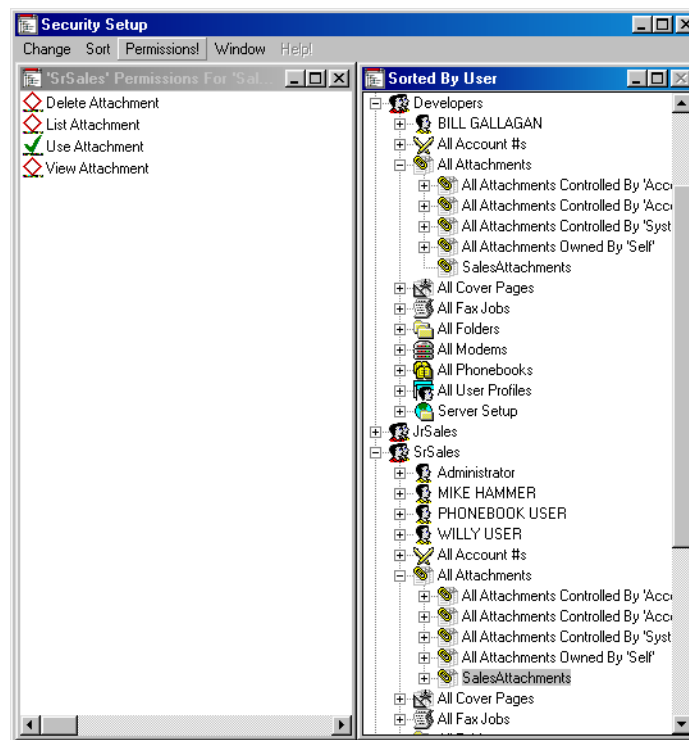 Security Setup
Change Sort Permissions! Window Help!
'SrSales' Permissions For 'Sal...
Delete Attachment
List Attachment
Use Attachment
View Attachment
Sorted By User
Developers
BILL GALLAGAN
All Account #s
All Attachments
All Attachments Controlled By 'Acc
All Attachments Controlled By 'Acc
All Attachments Controlled By 'Syst
All Attachments Owned By 'Self'
SalesAttachments
All Cover Pages
All Fax Jobs
All Folders
All Modems
All Phonebooks
All User Profiles
Server Setup
JrSales
SrSales
Administrator
MIKE HAMMER
PHONEBOOK USER
WILLY USER
All Account #s
All Attachments
All Attachments Controlled By 'Acc
All Attachments Controlled By 'Acc
All Attachments Controlled By 'Syst
All Attachments Owned By 'Self'
SalesAttachments
All Cover Pages
All Fax Jobs